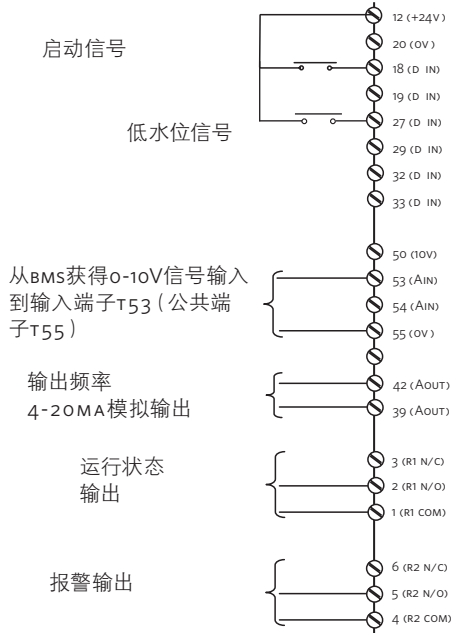 启动信号
低水位信号
从BMS获得0-10V信号输入
到输入端子T53(公共端
子T55)
输出频率
4-20MA模拟输出
运行状态
输出
报警输出
12 (+24V)
20 (0V)
18 (D IN)
19 (D IN)
27 (D IN)
29 (D IN)
32 (D IN)
33 (D IN)
50 (10V)
53 (AIN)
54 (AIN)
55 (0V)
42 (AOUT)
39 (AOUT)
3 (R1 N/C)
2 (R1 N/O)
1 (R1 COM)
6 (R2 N/C)
5 (R2 N/O)
4 (R2 COM)